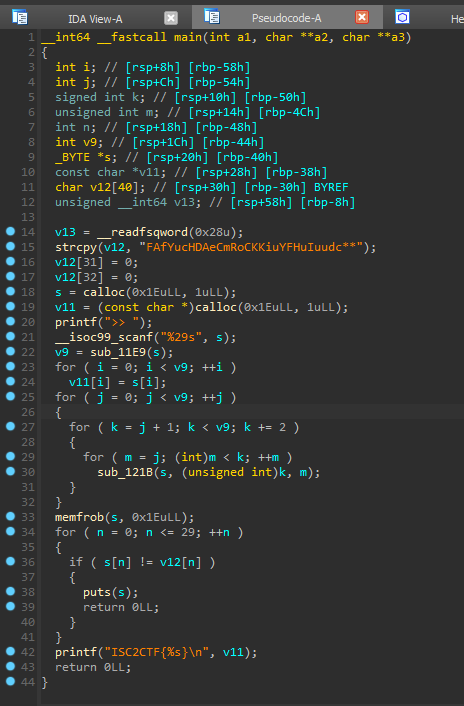 IDA View-A Pseudocode-A He
1 __int64 __fastcall main(int a1, char **a2, char **a3)
2 {
3 int i; // [rsp+8h] [rbp-58h]
4 int j; // [rsp+Ch] [rbp-54h]
5 signed int k; // [rsp+10h] [rbp-50h]
6 unsigned int m; // [rsp+14h] [rbp-4Ch]
7 int n; // [rsp+18h] [rbp-48h]
8 int v9; // [rsp+1Ch] [rbp-44h]
9 _BYTE *s; // [rsp+20h] [rbp-40h]
10 const char *v11; // [rsp+28h] [rbp-38h]
11 char v12[40]; // [rsp+30h] [rbp-30h] BYREF
12 unsigned __int64 v13; // [rsp+58h] [rbp-8h]
13
14 v13 = __readfsqword(0x28u);
15 strcpy(v12, "FAfYucHDAeCmRoCKKiuYFHuIuudc**");
16 v12[31] = 0;
17 v12[32] = 0;
18 s = calloc(0x1EuLL, 1uLL);
19 v11 = (const char *)calloc(0x1EuLL, 1uLL);
20 printf(">> ");
21 __isoc99_scanf("%29s", s);
22 v9 = sub_11E9(s);
23 for ( i = 0; i < v9; ++i )
24 v11[i] = s[i];
25 for ( j = 0; j < v9; ++j )
26 {
27 for ( k = j + 1; k < v9; k += 2 )
28 {
29 for ( m = j; (int)m < k; ++m )
30 sub_121B(s, (unsigned int)k, m);
31 }
32 }
33 memfrob(s, 0x1EuLL);
34 for ( n = 0; n <= 29; ++n )
35 {
36 if ( s[n] != v12[n] )
37 {
38 puts(s);
39 return 0LL;
40 }
41 }
42 printf("ISC2CTF{%s}\n", v11);
43 return 0LL;
44 }